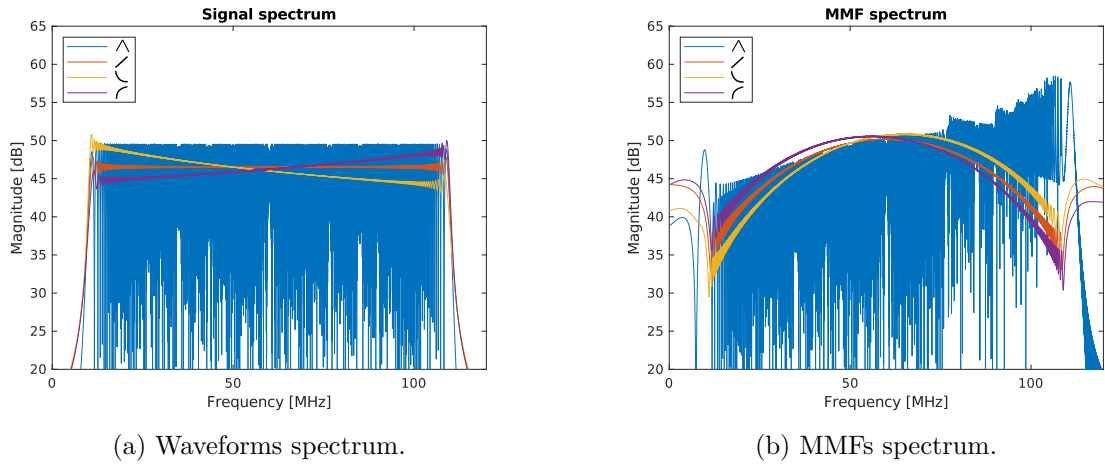 Signal spectrum
65
60
55
50
45
40
35
30
25
20
Magnitude [dB]
0 50 100
Frequency [MHz]
(a) Waveforms spectrum.
MMF spectrum
65
60
55
50
45
40
35
30
25
20
Magnitude [dB]
0 50 100
Frequency [MHz]
(b) MMFs spectrum.